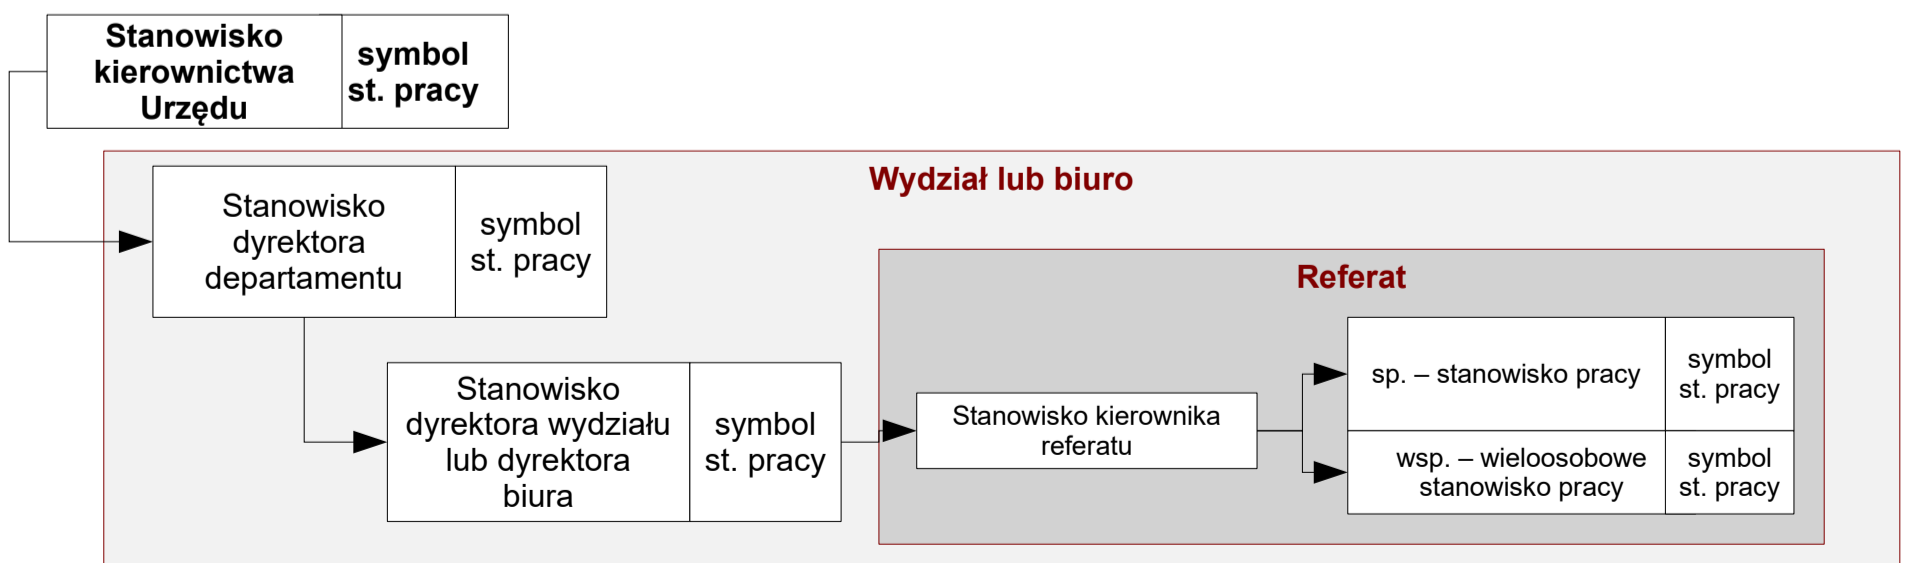 Stanowisko
kierownictwa
Urzędu
symbol
st. pracy
Wydział lub biuro
Stanowisko
dyrektora
departamentu
symbol
st. pracy
Referat
Stanowisko
dyrektora wydziału
lub dyrektora
biura
symbol
st. pracy
Stanowisko kierownika
referatu
sp. – stanowisko pracy
symbol
st. pracy
wsp. – wieloosobowe
stanowisko pracy
symbol
st. pracy